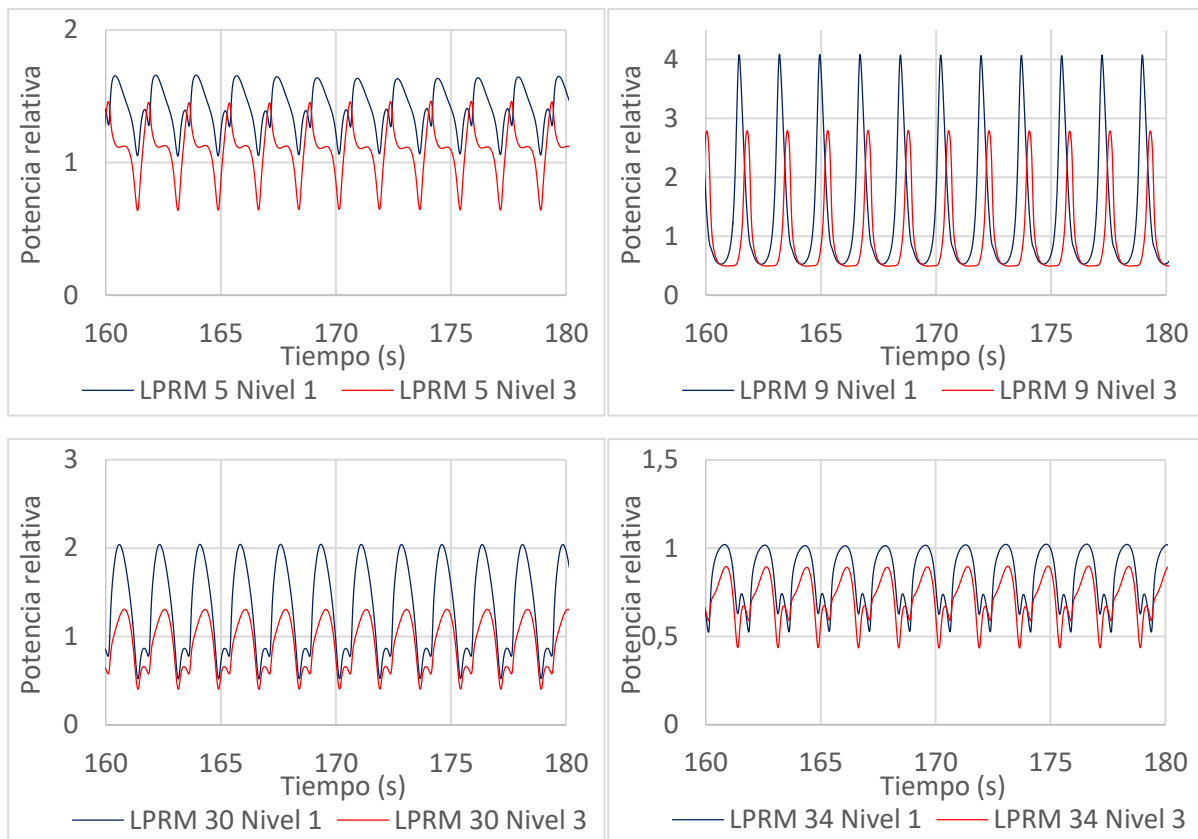 Potencia relativa
2
1
0
160 165 170 175 180
Tiempo (s)
LPRM 5 Nivel 1 LPRM 5 Nivel 3
Potencia relativa
4
3
2
1
0
160 165 170 175 180
Tiempo (s)
LPRM 9 Nivel 1 LPRM 9 Nivel 3
Potencia relativa
3
2
1
0
160 165 170 175 180
Tiempo (s)
LPRM 30 Nivel 1 LPRM 30 Nivel 3
Potencia relativa
1,5
1
0,5
0
160 165 170 175 180
Tiempo (s)
LPRM 34 Nivel 1 LPRM 34 Nivel 3